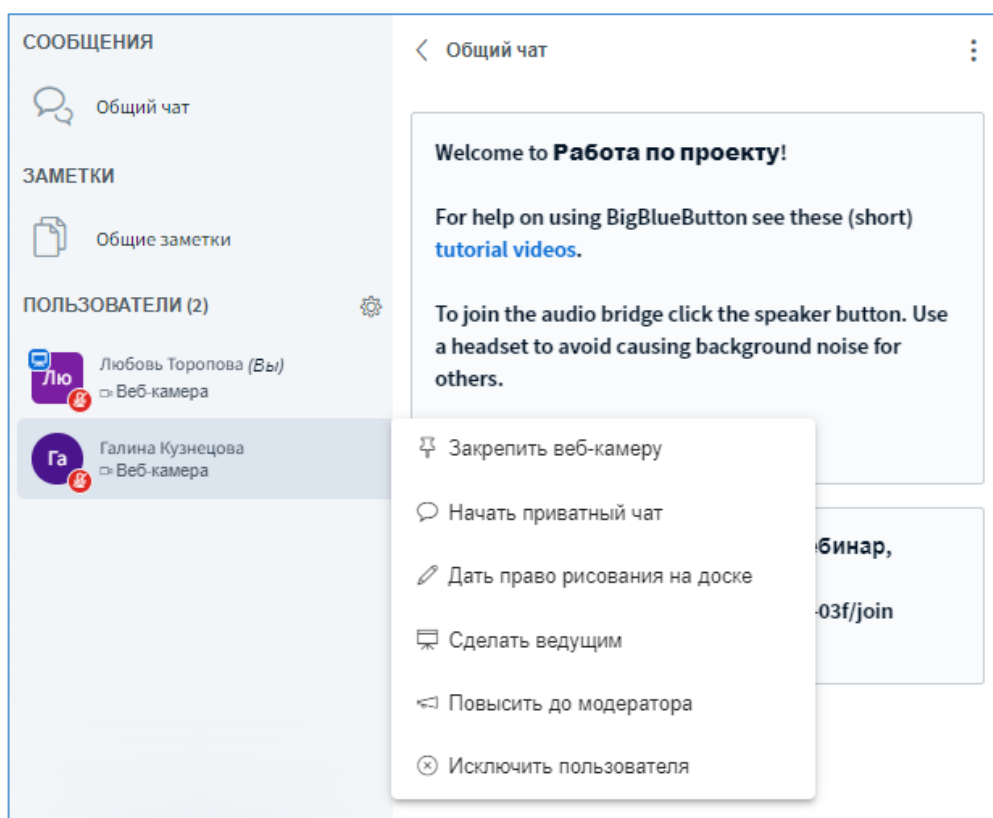 СООБЩЕНИЯ
Общий чат
ЗАМЕТКИ
Общие заметки
ПОЛЬЗОВАТЕЛИ (2)
Лю
Любовь Торопова (Вы)
Веб-камера
Га
Галина Кузнецова
Веб-камера
Общий чат
Welcome to Работа по проекту!
For help on using BigBlueButton see these (short)
tutorial videos.
To join the audio bridge click the speaker button. Use
a headset to avoid causing background noise for
others.
Закрепить веб-камеру
Начать приватный чат
Дать право рисования на доске
Сделать ведущим
Повысить до модератора
Исключить пользователя
бинар,
-03f/join